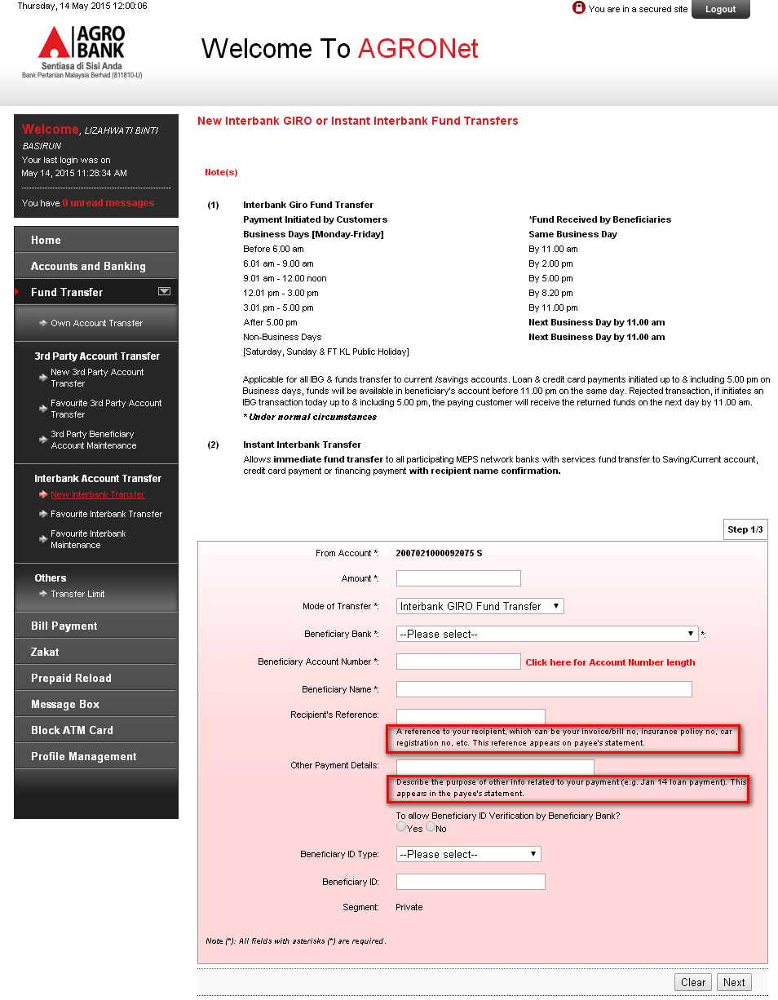 Thursday, 14 May 2015 12:00:06
You are in a secured site
Logout
AGRO
BANK
Sentiasa di Sisi Anda
Bank Pertanian Malaysia Berhad (811810-U)
Welcome To AGRONet
Welcome, LIZAHWATI BINTI
BASIRUN
Your last login was on
May 14, 2015 11:28:34 AM
You have 0 unread messages
Home
Accounts and Banking
Fund Transfer
Own Account Transfer
3rd Party Account Transfer
New 3rd Party Account
Transfer
Favourite 3rd Party Account
Transfer
3rd Party Beneficiary
Account Maintenance
Interbank Account Transfer
New Interbank Transfer
Favourite Interbank Transfer
Favourite Interbank
Maintenance
Others
Transfer Limit
Bill Payment
Zakat
Prepaid Reload
Message Box
Block ATM Card
Profile Management
New Interbank GIRO or Instant Interbank Fund Transfers
Note(s)
(1) Interbank Giro Fund Transfer
Payment Initiated by Customers *Fund Received by Beneficiaries
Business Days [Monday-Friday] Same Business Day
Before 6.00 am By 11.00 am
6.01 am - 9.00 am By 2.00 pm
9.01 am - 12.00 noon By 5.00 pm
12.01 pm - 3.00 pm By 8.20 pm
3.01 pm - 5.00 pm By 11.00 pm
After 5.00 pm Next Business Day by 11.00 am
Non-Business Days Next Business Day by 11.00 am
[Saturday, Sunday & FT KL Public Holiday]
Applicable for all IBG & funds transfer to current /savings accounts. Loan & credit card payments initiated up to & including 5.00 pm on
Business days, funds will be available in beneficiary's account before 11.00 pm on the same day. Rejected transaction, if initiates an
IBG transaction today up to & including 5.00 pm, the paying customer will receive the returned funds on the next day by 11.00 am.
* Under normal circumstances
(2) Instant Interbank Transfer
Allows immediate fund transfer to all participating MEPS network banks with services fund transfer to Saving/Current account,
credit card payment or financing payment with recipient name confirmation.
Step 1/3
From Account *: 2007021000092075 S
Amount *:
Mode of Transfer *: Interbank GIRO Fund Transfer
Beneficiary Bank *: --Please select-- *:
Beneficiary Account Number *: Click here for Account Number length
Beneficiary Name *:
Recipient's Reference:
A reference to your recipient, which can be your invoice/bill no, insurance policy no, car
registration no, etc. This reference appears on payee's statement.
Other Payment Details:
Describe the purpose of other info related to your payment (e.g. Jan 14 loan payment). This
appears in the payee's statement.
To allow Beneficiary ID Verification by Beneficiary Bank?
Yes No
Beneficiary ID Type: --Please select--
Beneficiary ID:
Segment: Private
Note (*): All fields with asterisks (*) are required.
Clear Next